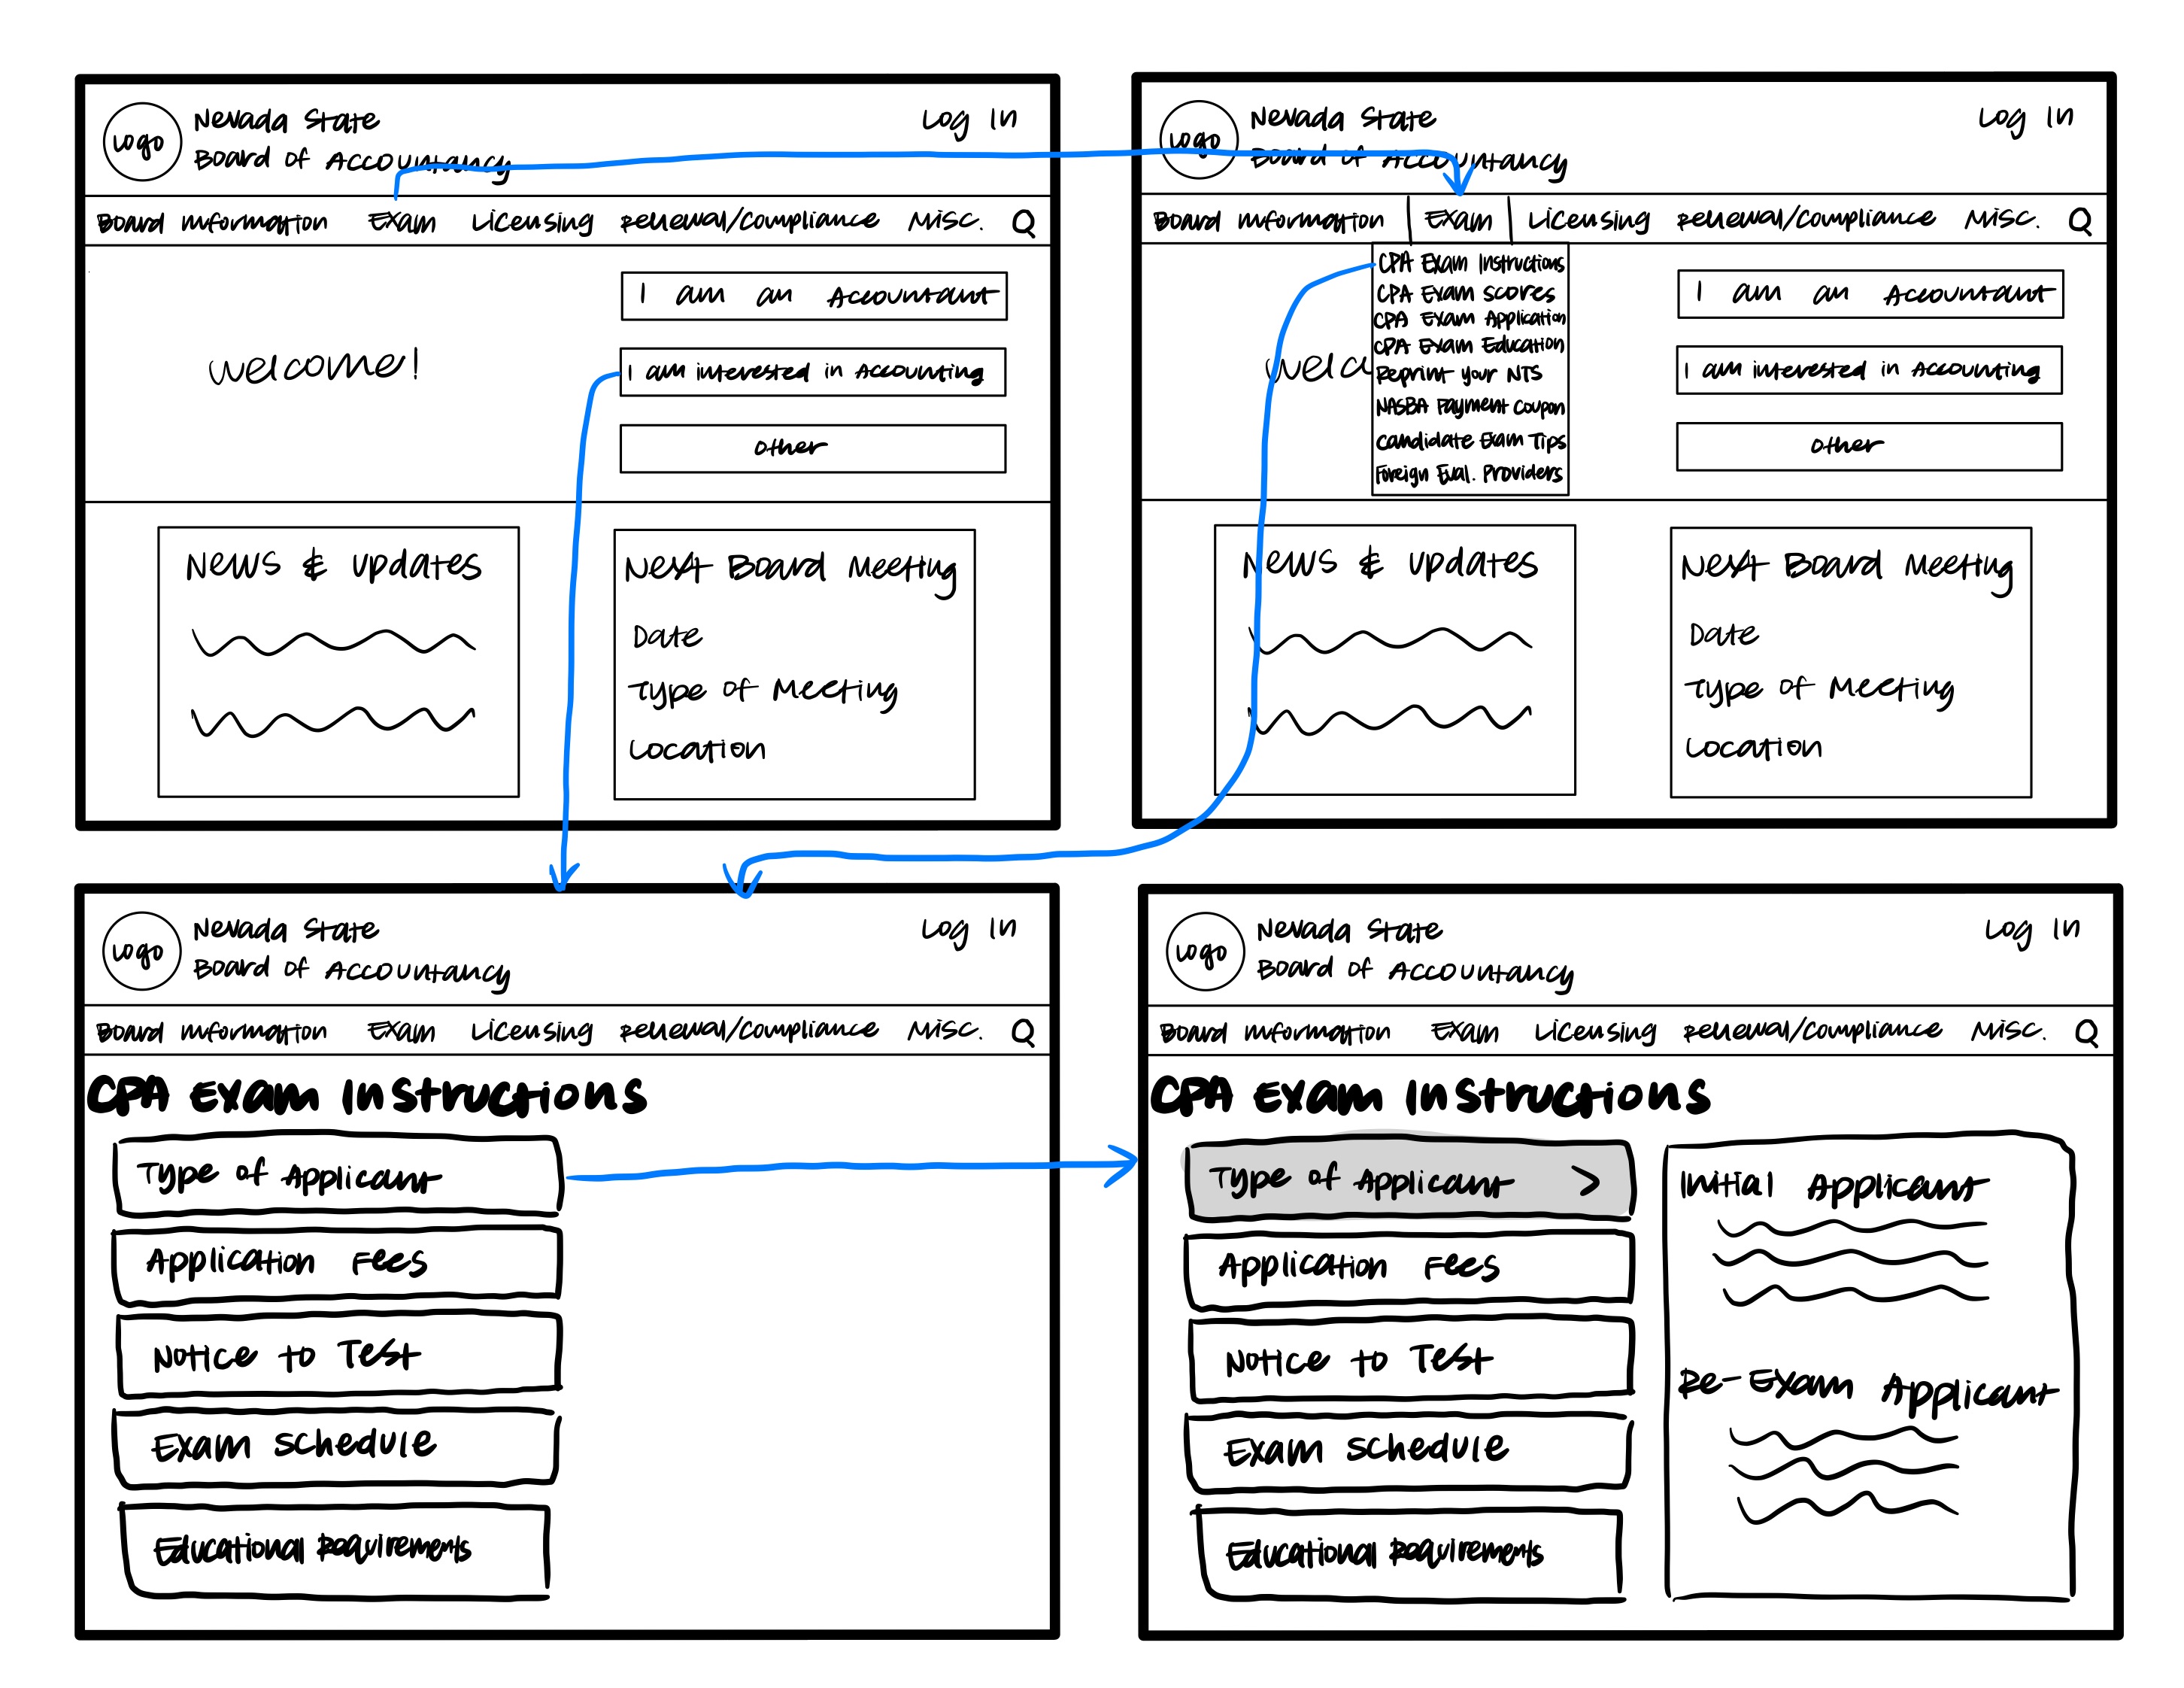 Logo
Nevada State
Board of Accountancy
Log In
Board Information Exam Licensing Renewal/Compliance Misc.
Welcome!
I am an Accountant
I am interested in Accounting
Other
News & Updates
Next Board Meeting
Date
Type of Meeting
Location
Logo
Nevada State
Board of Accountancy
Log In
Board Information Exam Licensing Renewal/Compliance Misc.
CPA Exam Instructions
CPA Exam Scores
CPA Exam Application
CPA Exam Education
Reprint Your NTS
NASBA Payment Coupon
Candidate Exam Tips
Foreign Eval. Providers
Welco
I am an Accountant
I am interested in Accounting
Other
News & Updates
Next Board Meeting
Date
Type of Meeting
Location
Logo
Nevada State
Board of Accountancy
Log In
Board Information Exam Licensing Renewal/Compliance Misc.
CPA Exam Instructions
Type of Applicant
Application Fees
Notice to Test
Exam Schedule
Educational Requirements
Logo
Nevada State
Board of Accountancy
Log In
Board Information Exam Licensing Renewal/Compliance Misc.
CPA Exam Instructions
Type of Applicant >
Application Fees
Notice to Test
Exam Schedule
Educational Requirements
Initial Applicant
Re-Exam Applicant